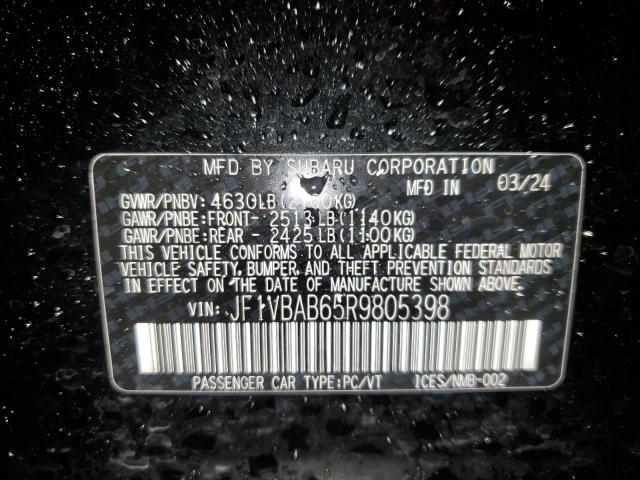 MFD BY SUBARU CORPORATION
MFD IN 03/24
GVWR/PNBV: 4630LB(2100KG)
GAWR/PNBE:FRONT- 2513LB(1140KG)
GAWR/PNBE:REAR - 2425LB(1100KG)
THIS VEHICLE CONFORMS TO ALL APPLICABLE FEDERAL MOTOR
VEHICLE SAFETY, BUMPER, AND THEFT PREVENTION STANDARDS
IN EFFECT ON THE DATE OF MANUFACTURE SHOWN ABOVE.
VIN: JF1VBAB65R9805398
PASSENGER CAR TYPE:PC/VT ICES/NMB-002